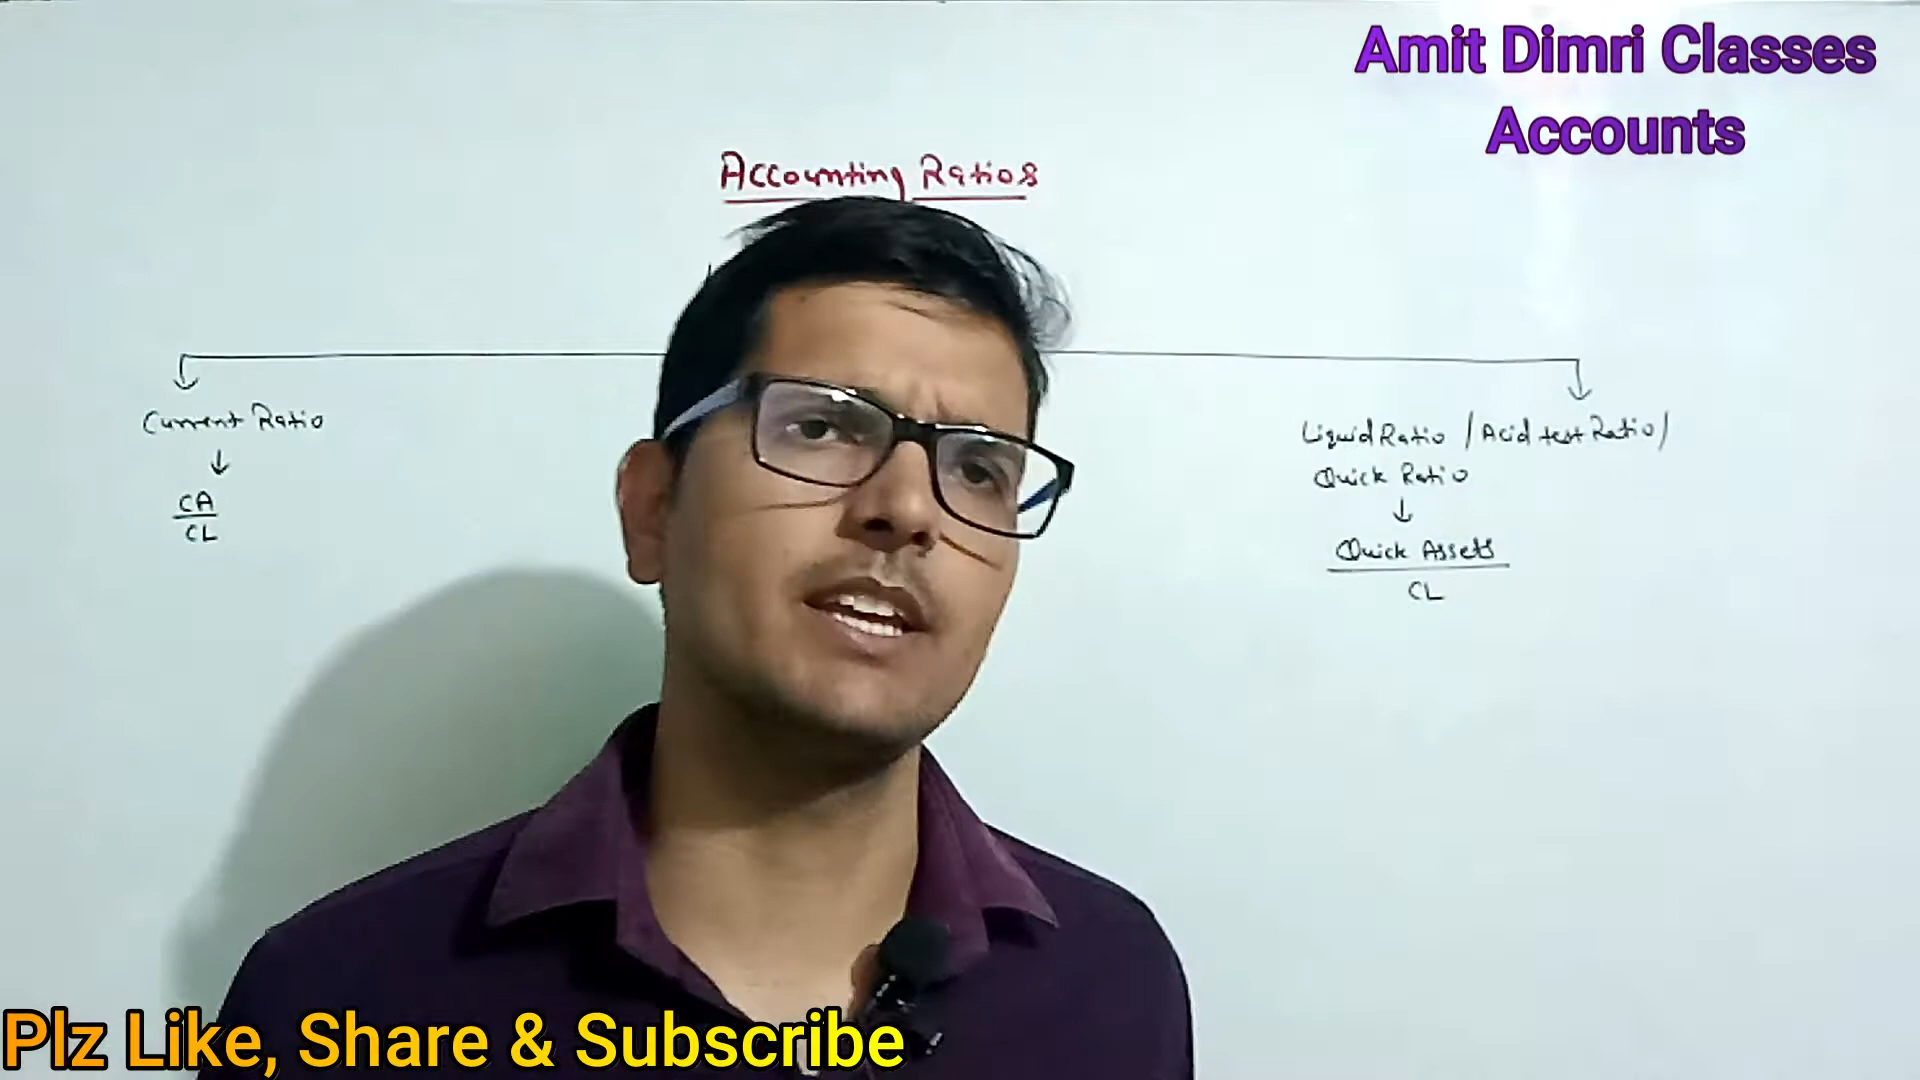 Amit Dimri Classes
Accounts
Accounting Ratios
Current Ratio
CA
CL
Liquid Ratio / Acid test Ratio /
Quick Ratio
Quick Assets
CL
Plz Like, Share & Subscribe